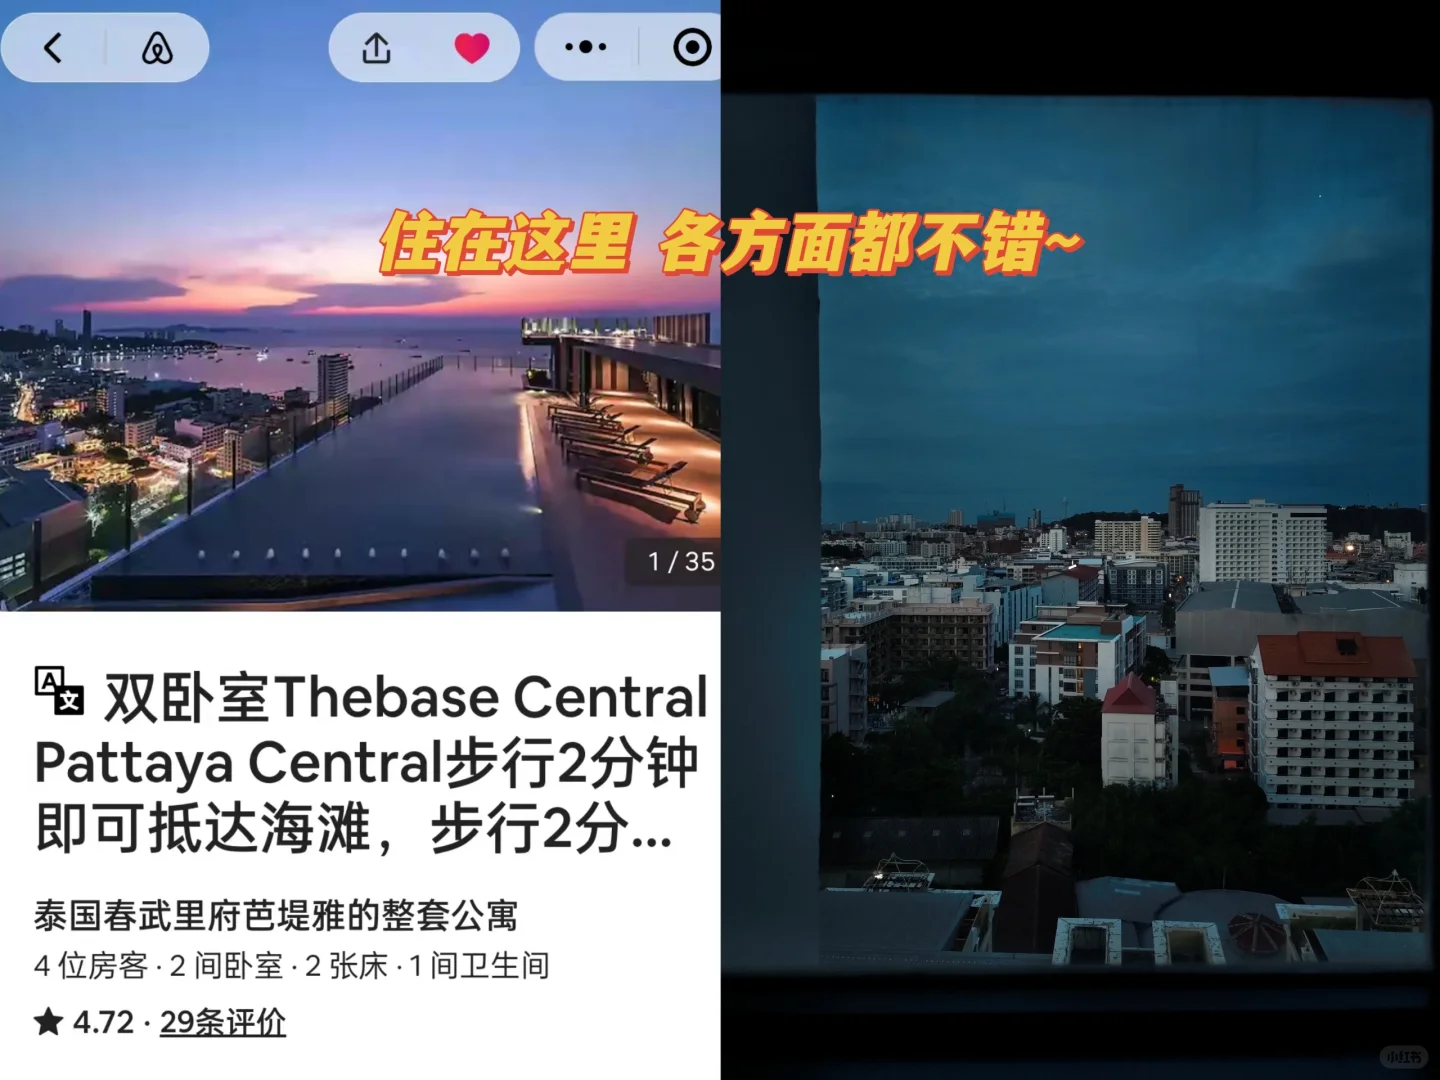 住在这里 各方面都不错~
1 / 35
A文 双卧室Thebase Central
Pattaya Central步行2分钟
即可抵达海滩，步行2分...
泰国春武里府芭堤雅的整套公寓
4 位房客 · 2 间卧室 · 2 张床 · 1 间卫生间
★ 4.72 · 29条评价
小红书